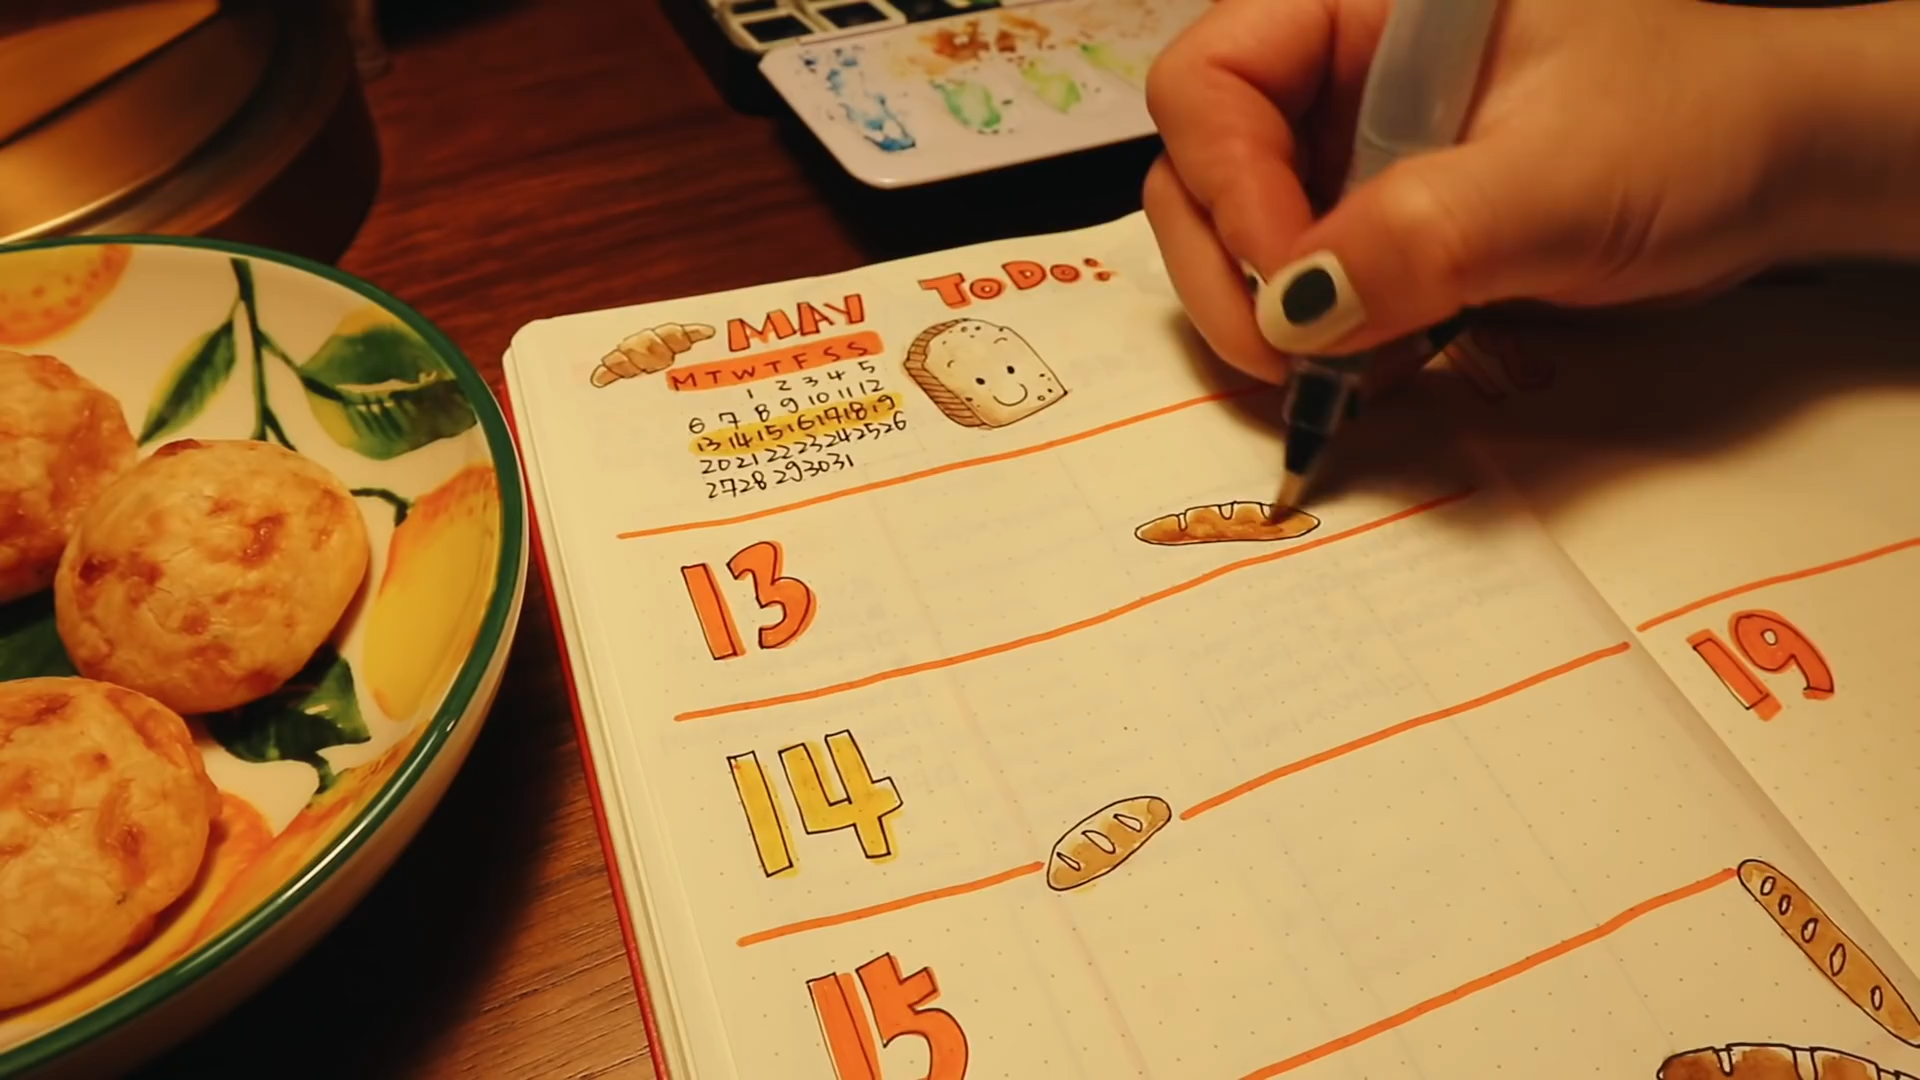 MAY
ToDo:
M T W T F S S
1 2 3 4 5
6 7 8 9 10 11 12
13 14 15 16 17 18 19
20 21 22 23 24 25 26
27 28 29 30 31
13
14
15
19